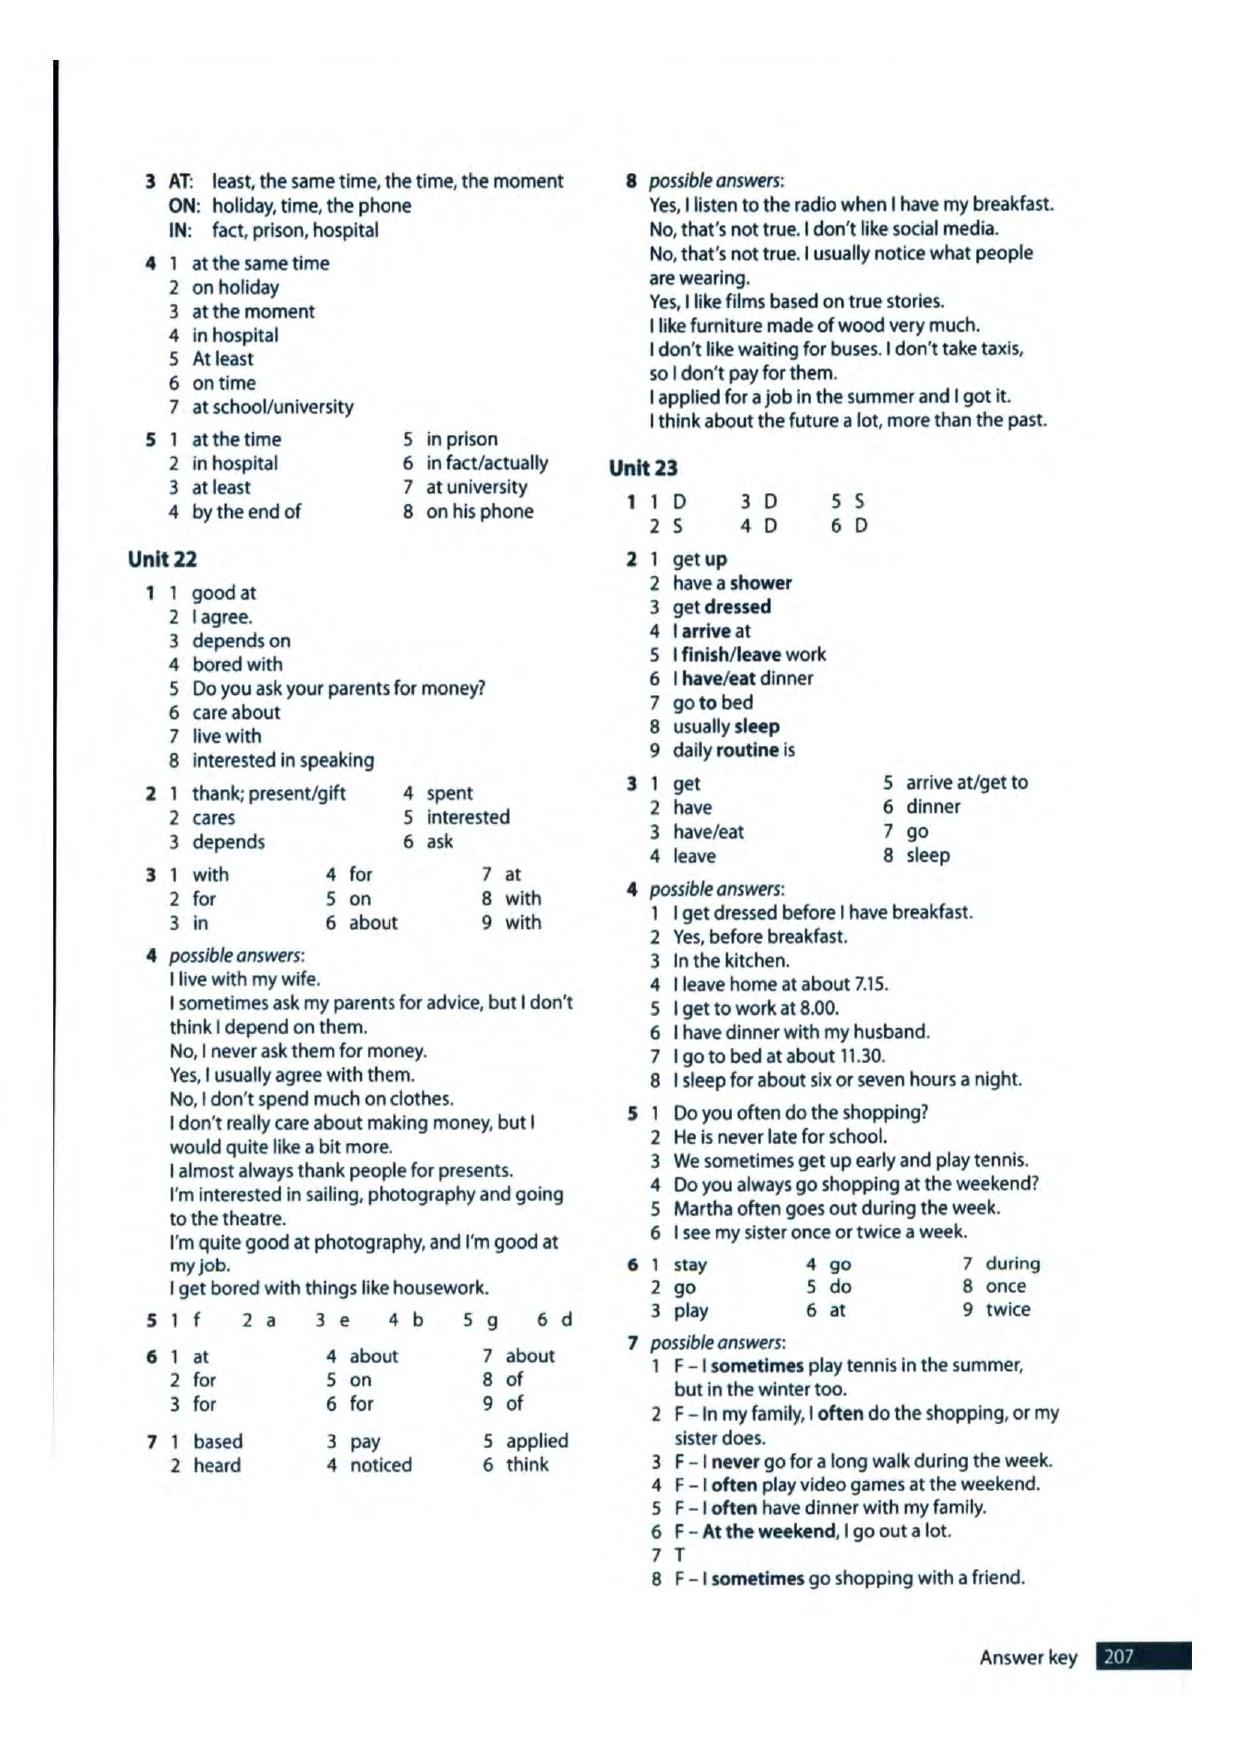 3 AT: least, the same time, the time, the moment
ON: holiday, time, the phone
IN: fact, prison, hospital
4 1 at the same time
2 on holiday
3 at the moment
4 in hospital
5 At least
6 on time
7 at school/university
5 1 at the time 5 in prison
2 in hospital 6 in fact/actually
3 at least 7 at university
4 by the end of 8 on his phone
Unit 22
1 1 good at
2 I agree.
3 depends on
4 bored with
5 Do you ask your parents for money?
6 care about
7 live with
8 interested in speaking
2 1 thank; present/gift 4 spent
2 cares 5 interested
3 depends 6 ask
3 1 with 4 for 7 at
2 for 5 on 8 with
3 in 6 about 9 with
4 possible answers:
I live with my wife.
I sometimes ask my parents for advice, but I don't
think I depend on them.
No, I never ask them for money.
Yes, I usually agree with them.
No, I don't spend much on clothes.
I don't really care about making money, but I
would quite like a bit more.
I almost always thank people for presents.
I'm interested in sailing, photography and going
to the theatre.
I'm quite good at photography, and I'm good at
my job.
I get bored with things like housework.
5 1 f 2 a 3 e 4 b 5 g 6 d
6 1 at 4 about 7 about
2 for 5 on 8 of
3 for 6 for 9 of
7 1 based 3 pay 5 applied
2 heard 4 noticed 6 think
8 possible answers:
Yes, I listen to the radio when I have my breakfast.
No, that's not true. I don't like social media.
No, that's not true. I usually notice what people
are wearing.
Yes, I like films based on true stories.
I like furniture made of wood very much.
I don't like waiting for buses. I don't take taxis,
so I don't pay for them.
I applied for a job in the summer and I got it.
I think about the future a lot, more than the past.
Unit 23
1 1 D 3 D 5 S
2 S 4 D 6 D
2 1 get up
2 have a shower
3 get dressed
4 I arrive at
5 I finish/leave work
6 I have/eat dinner
7 go to bed
8 usually sleep
9 daily routine is
3 1 get 5 arrive at/get to
2 have 6 dinner
3 have/eat 7 go
4 leave 8 sleep
4 possible answers:
1 I get dressed before I have breakfast.
2 Yes, before breakfast.
3 In the kitchen.
4 I leave home at about 7.15.
5 I get to work at 8.00.
6 I have dinner with my husband.
7 I go to bed at about 11.30.
8 I sleep for about six or seven hours a night.
5 1 Do you often do the shopping?
2 He is never late for school.
3 We sometimes get up early and play tennis.
4 Do you always go shopping at the weekend?
5 Martha often goes out during the week.
6 I see my sister once or twice a week.
6 1 stay 4 go 7 during
2 go 5 do 8 once
3 play 6 at 9 twice
7 possible answers:
1 F – I sometimes play tennis in the summer,
but in the winter too.
2 F – In my family, I often do the shopping, or my
sister does.
3 F – I never go for a long walk during the week.
4 F – I often play video games at the weekend.
5 F – I often have dinner with my family.
6 F – At the weekend, I go out a lot.
7 T
8 F – I sometimes go shopping with a friend.
Answer key 207